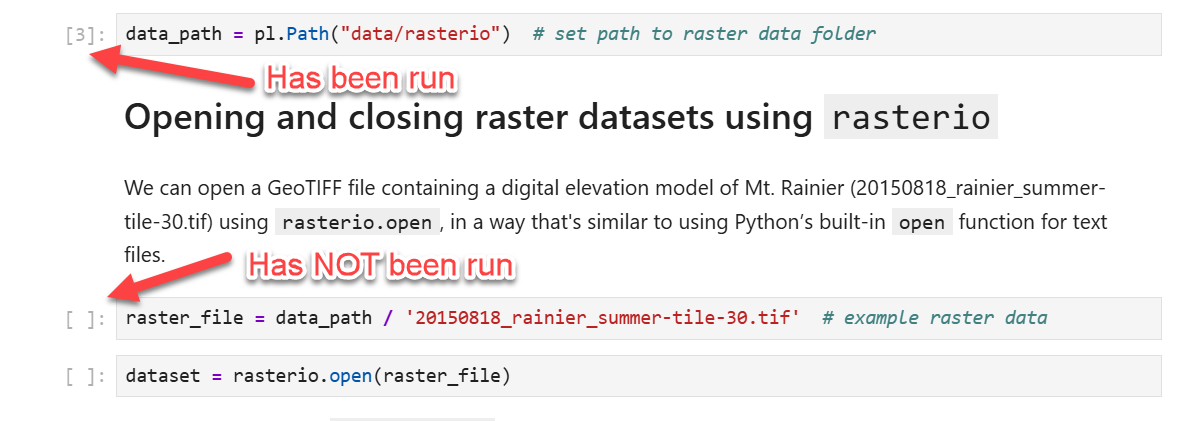 [3]: data_path = pl.Path("data/rasterio")  # set path to raster data folder
Has been run
Opening and closing raster datasets using rasterio
We can open a GeoTIFF file containing a digital elevation model of Mt. Rainier (20150818_rainier_summer-
tile-30.tif) using rasterio.open, in a way that's similar to using Python’s built-in open function for text
files.
Has NOT been run
[ ]: raster_file = data_path / '20150818_rainier_summer-tile-30.tif'  # example raster data
[ ]: dataset = rasterio.open(raster_file)